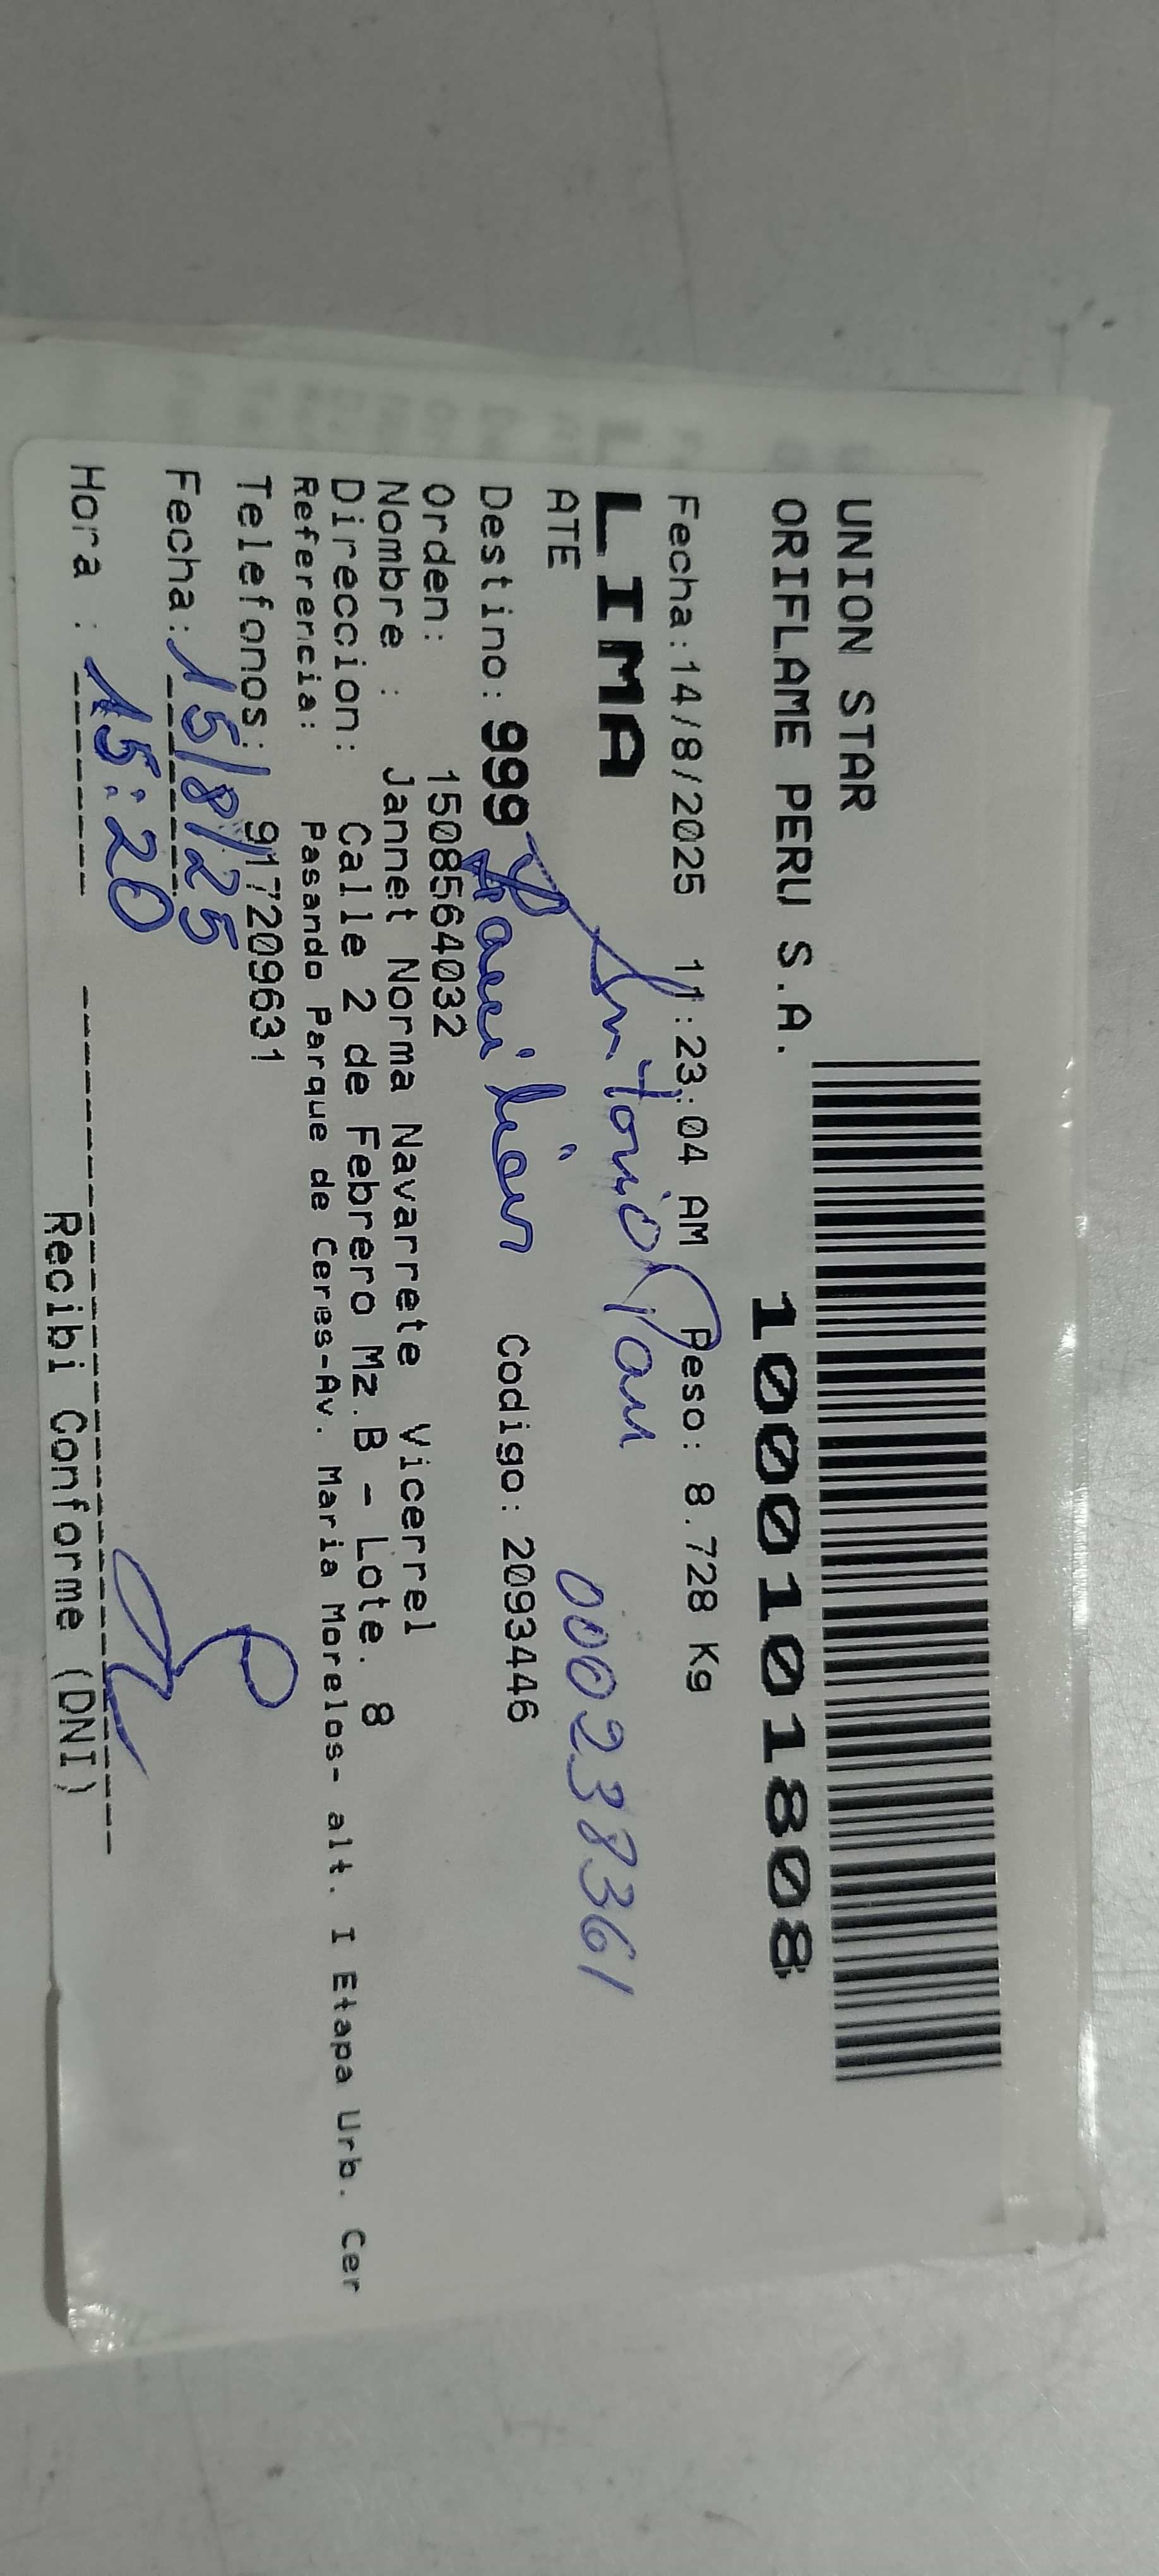 UNION STAR
ORIFLAME PERU S.A.
1000101808
Fecha:14/8/2025 11:23:04 AM Peso: 8.728 Kg
LIMA
Antonio
ATE
000238361
Destino: 999 Codigo: 2093446
Orden: 1508564032
Nombre : Jannet Norma Navarrete Vicerrel
Direccion: Calle 2 de Febrero Mz.B - Lote. 8
Referencia: Pasando Parque de Ceres-Av. Maria Morelos- alt. I Etapa Urb. Cer
Telefonos: 917209631
Fecha: 15/8/25
Hora : 15:20
Recibi Conforme (DNI)